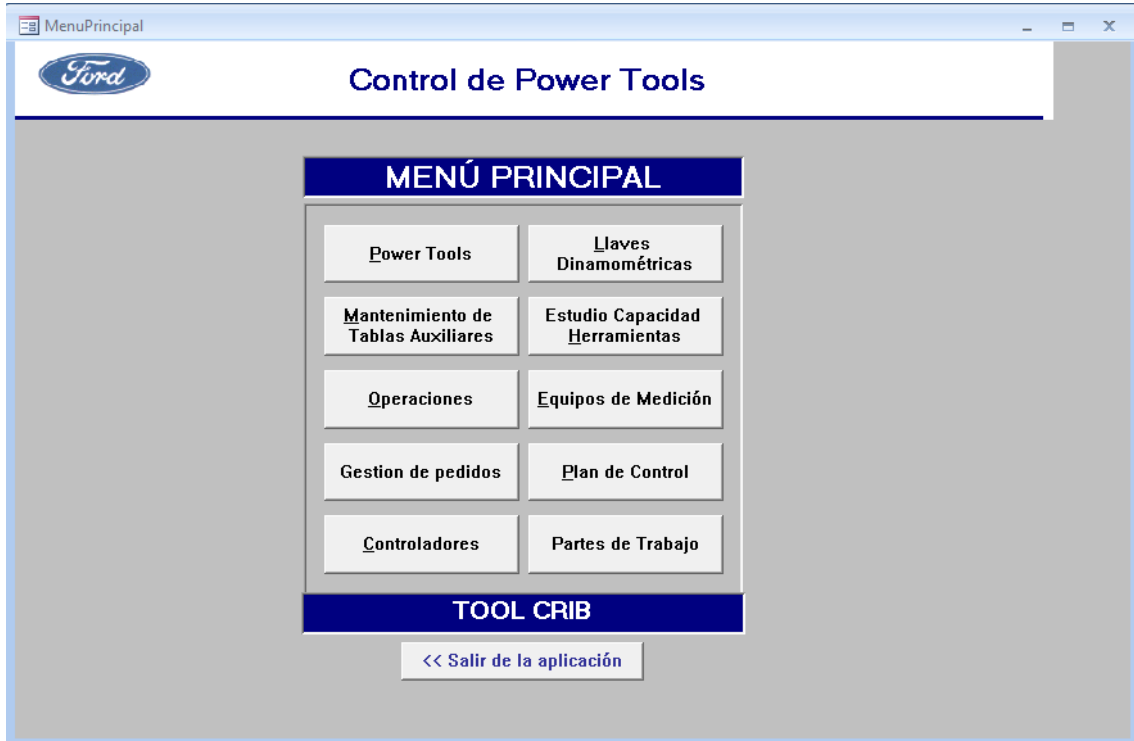 MenuPrincipal
Ford
Control de Power Tools
MENÚ PRINCIPAL
Power Tools
Llaves
Dinamométricas
Mantenimiento de
Tablas Auxiliares
Estudio Capacidad
Herramientas
Operaciones
Equipos de Medición
Gestion de pedidos
Plan de Control
Controladores
Partes de Trabajo
TOOL CRIB
<< Salir de la aplicación